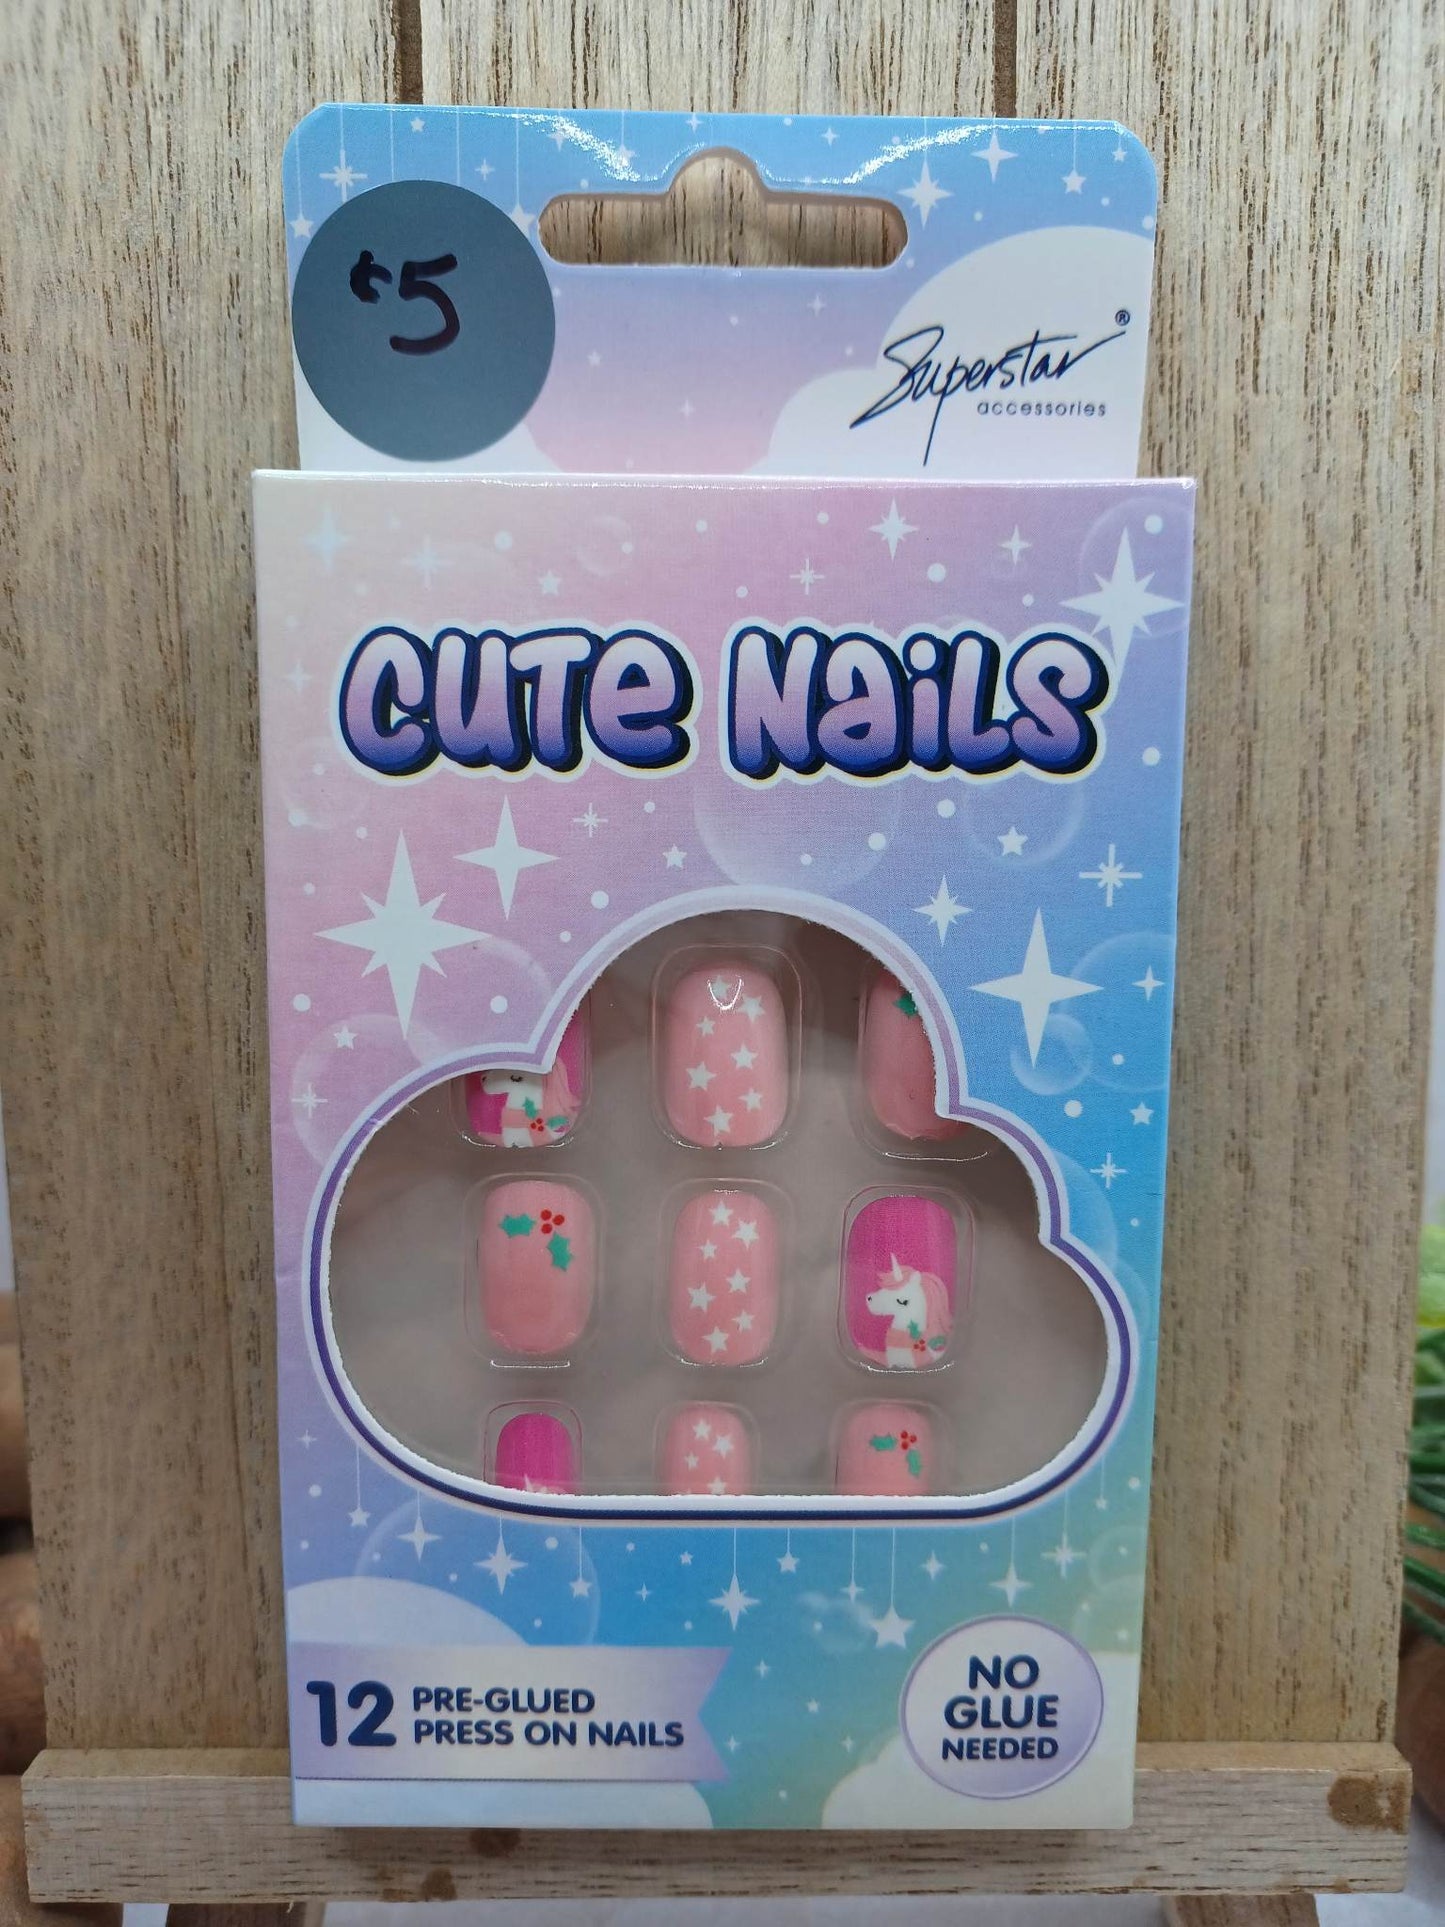 $5
Superstar®
accessories
CUTE NAiLS
12 PRE-GLUED
PRESS ON NAILS
NO
GLUE
NEEDED